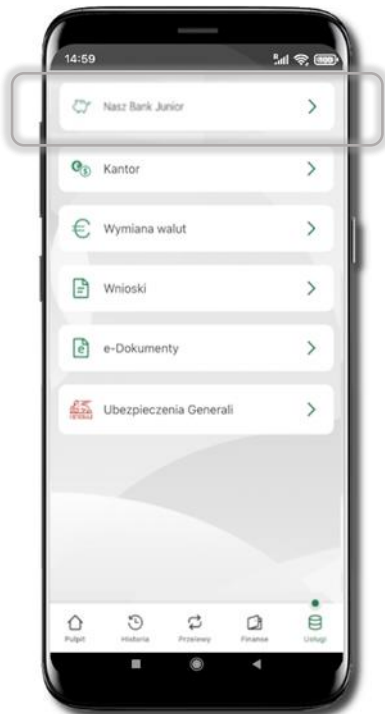 14:59
Nasz Bank Junior
Kantor
Wymiana walut
Wnioski
e-Dokumenty
Ubezpieczenia Generali
Pulpit
Historia
Przelewy
Finanse
Usługi